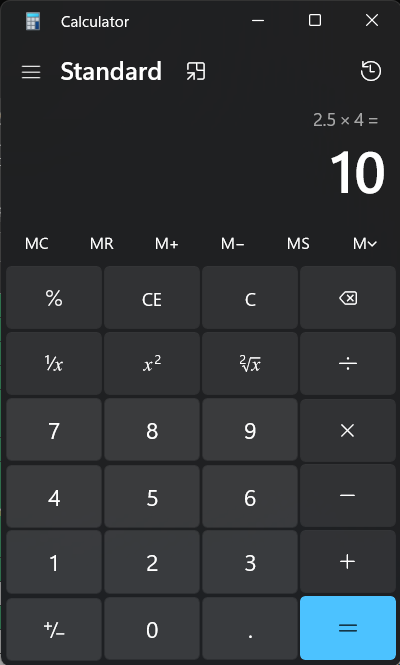 Calculator
Standard
2.5 × 4 =
10
MC MR M+ M− MS M
% CE C
⅟x x² ²√x ÷
7 8 9 ×
4 5 6 −
1 2 3 +
+/− 0 . =